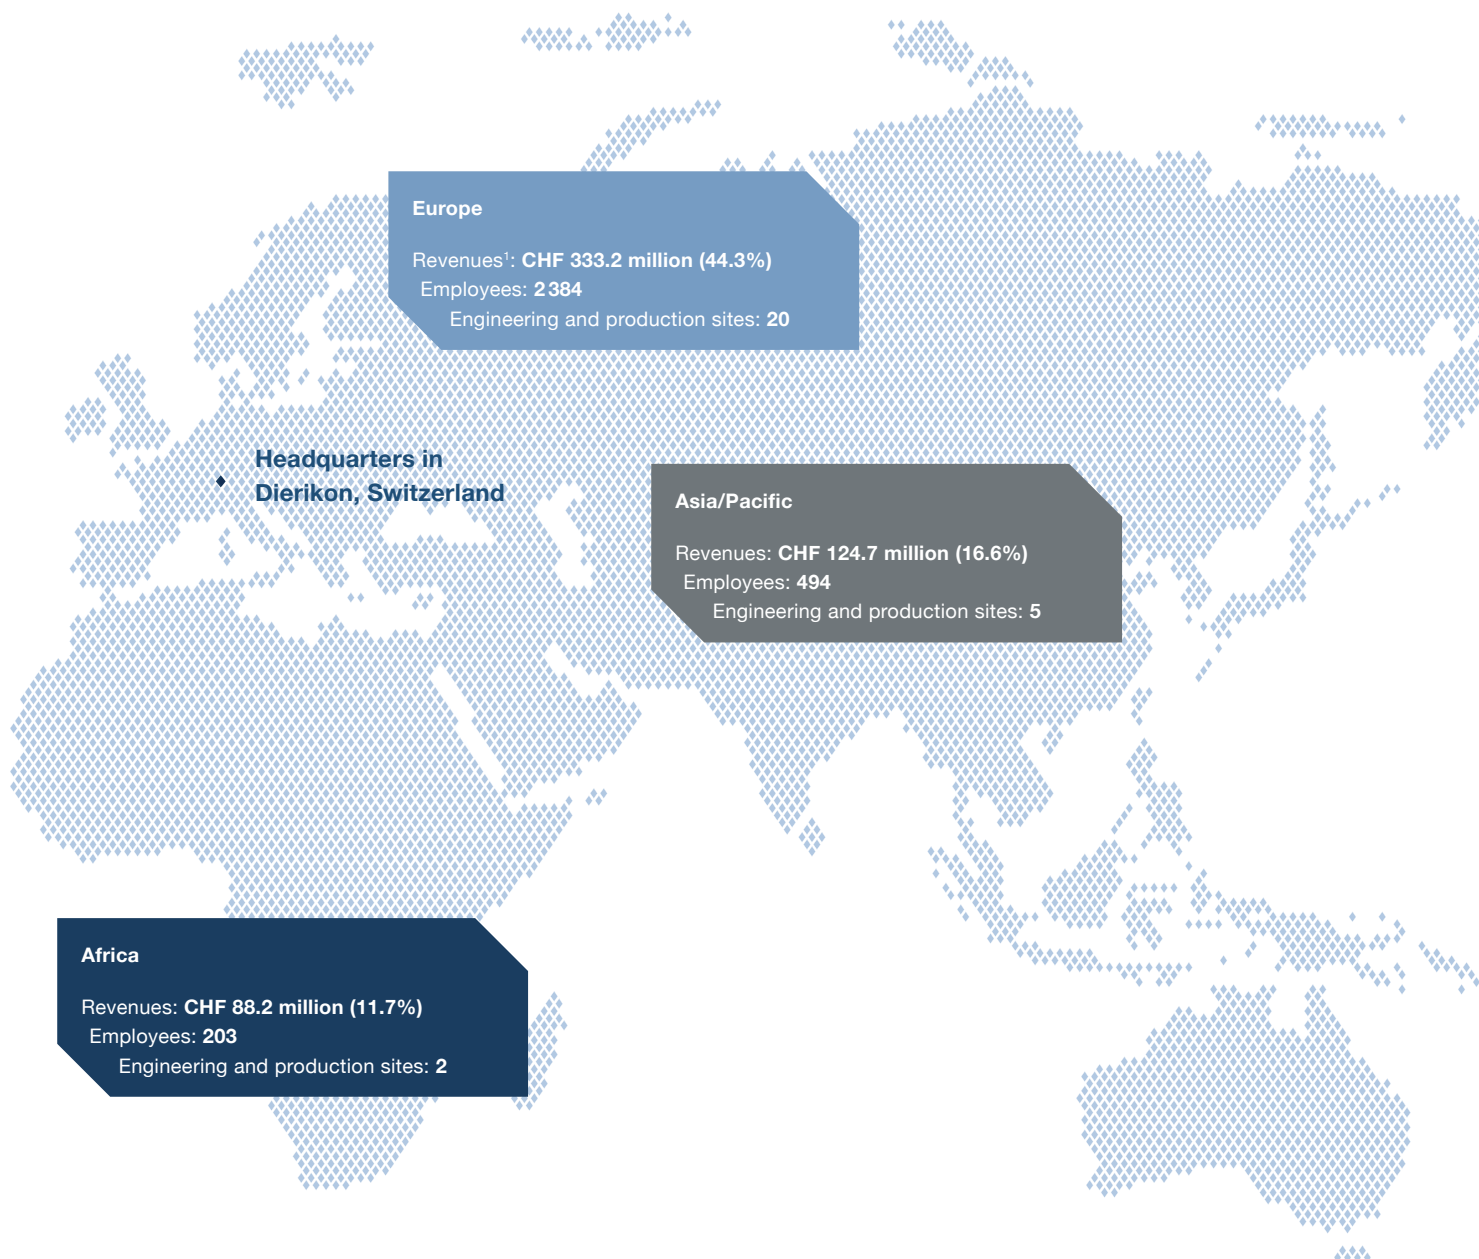 Europe
Revenues¹: CHF 333.2 million (44.3%)
Employees: 2 384
Engineering and production sites: 20
Headquarters in
Dierikon, Switzerland
Asia/Pacific
Revenues: CHF 124.7 million (16.6%)
Employees: 494
Engineering and production sites: 5
Africa
Revenues: CHF 88.2 million (11.7%)
Employees: 203
Engineering and production sites: 2